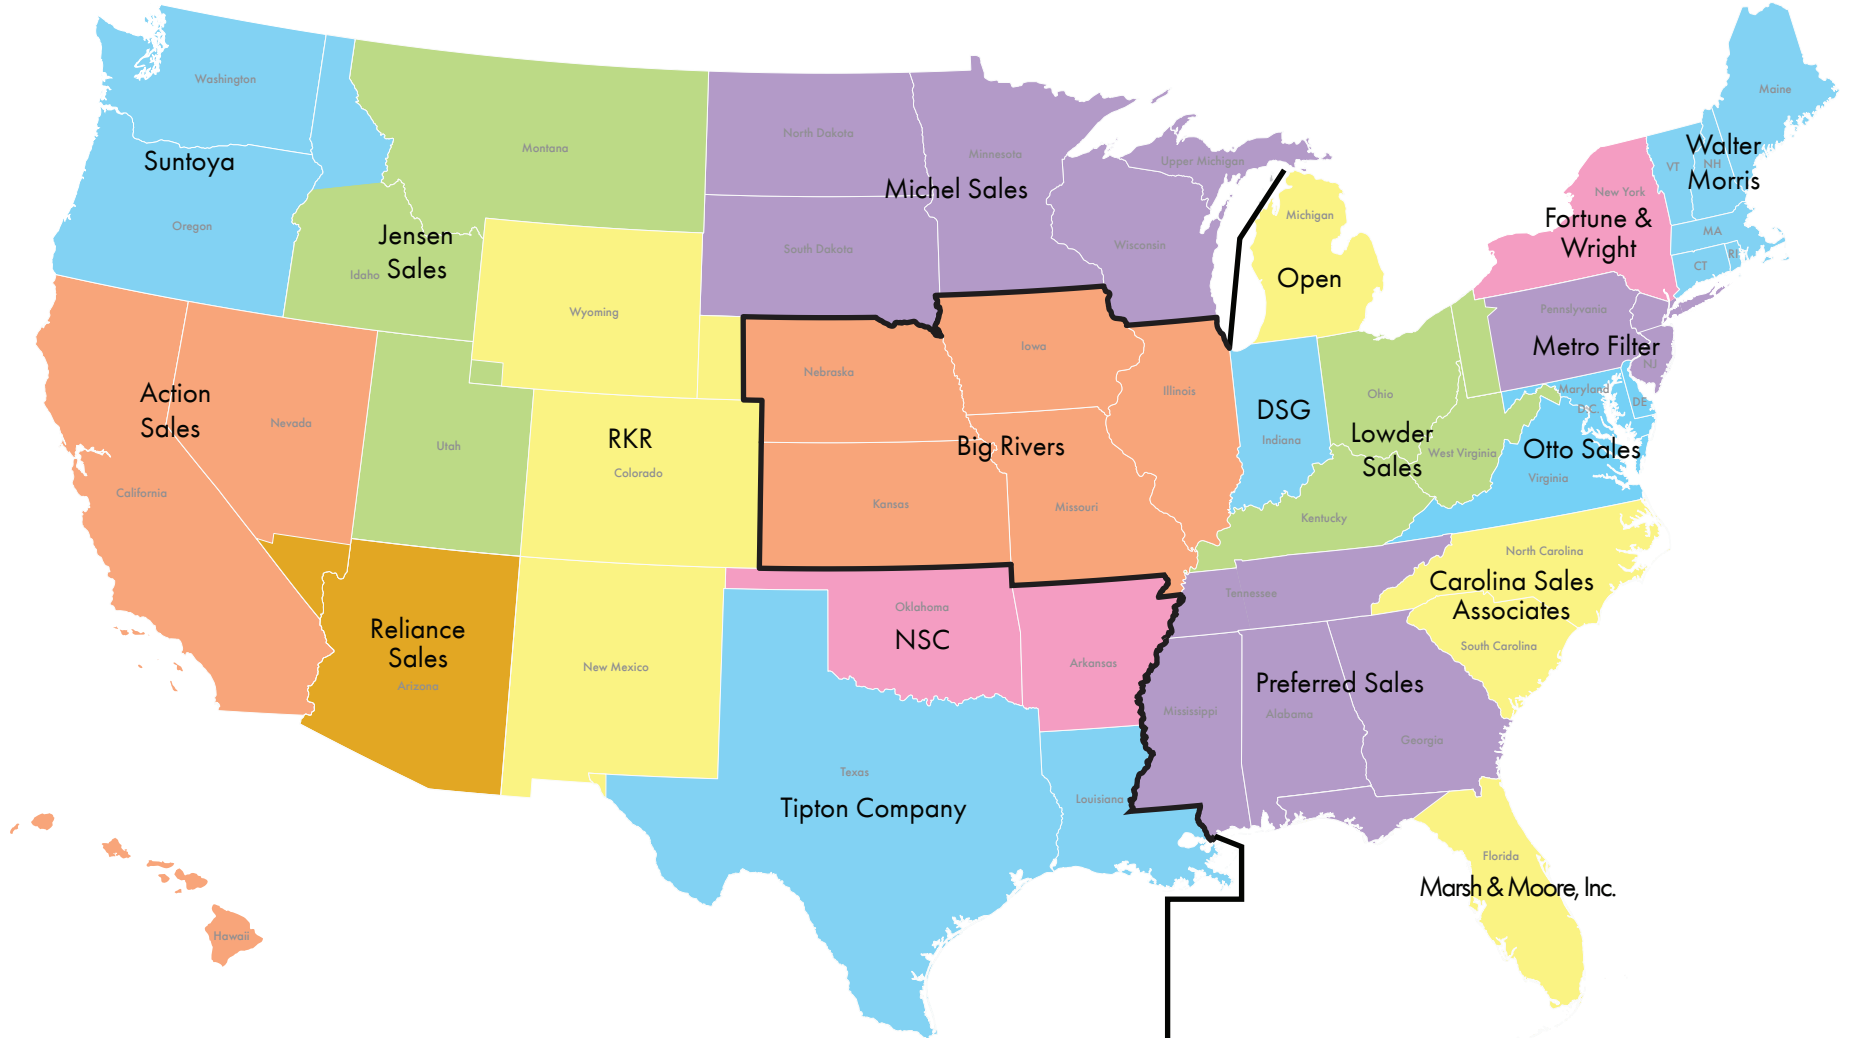 Maine
Washington
North Dakota
Montana
Minnesota
Walter
Morris
VT
NH
Suntoya
Upper Michigan
Michel Sales
New York
Fortune &
Wright
Oregon
Michigan
MA
Jensen
Sales
Idaho
South Dakota
Wisconsin
Open
CT
RI
Wyoming
Pennstyvania
Metro Filter
NJ
Iowa
Nebraska
Action
Sales
Nevada
Illinois
DSG
Indiana
Ohio
Maryland
D.C.
DE
RKR
Colorado
Utah
Big Rivers
Lowder
Sales
West Virginia
Otto Sales
Virginia
California
Kansas
Missouri
Kentucky
North Carolina
Carolina Sales
Associates
South Carolina
Tennessee
Oklahoma
NSC
Reliance
Sales
Arizona
New Mexico
Arkansas
Preferred Sales
Mississippi
Alabama
Georgia
Texas
Tipton Company
Louisiana
Florida
Marsh & Moore, Inc.
Hawaii